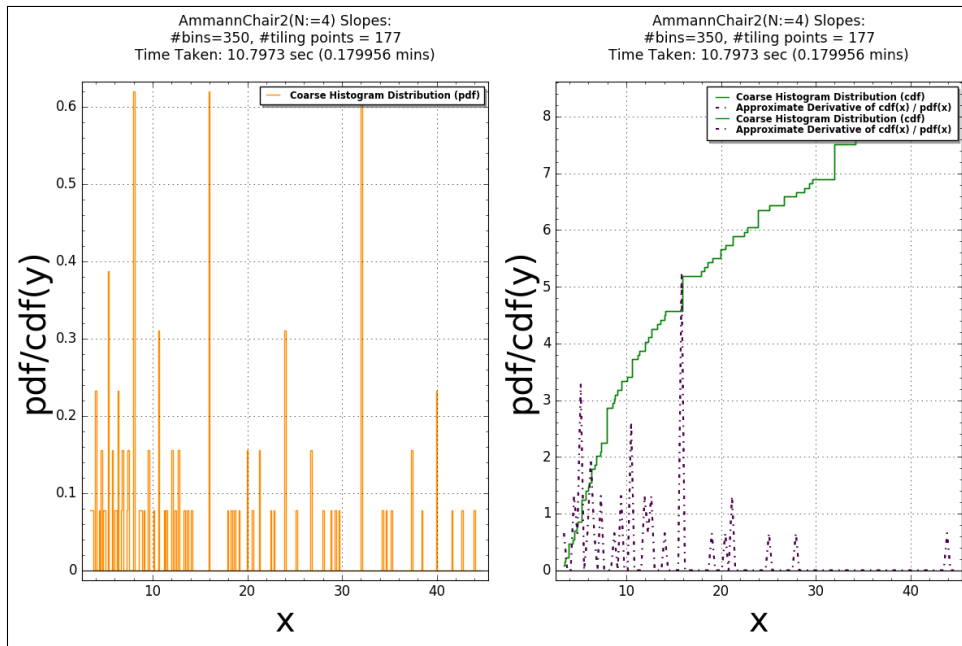 AmmannChair2(N:=4) Slopes:
#bins=350, #tiling points = 177
Time Taken: 10.7973 sec (0.179956 mins)
Coarse Histogram Distribution (pdf)
pdf/cdf(y)
0.6
0.5
0.4
0.3
0.2
0.1
0
10
20
30
40
X
AmmannChair2(N:=4) Slopes:
#bins=350, #tiling points = 177
Time Taken: 10.7973 sec (0.179956 mins)
Coarse Histogram Distribution (cdf)
Approximate Derivative of cdf(x) / pdf(x)
Coarse Histogram Distribution (cdf)
Approximate Derivative of cdf(x) / pdf(x)
pdf/cdf(y)
8
7
6
5
4
3
2
1
0
10
20
30
40
X